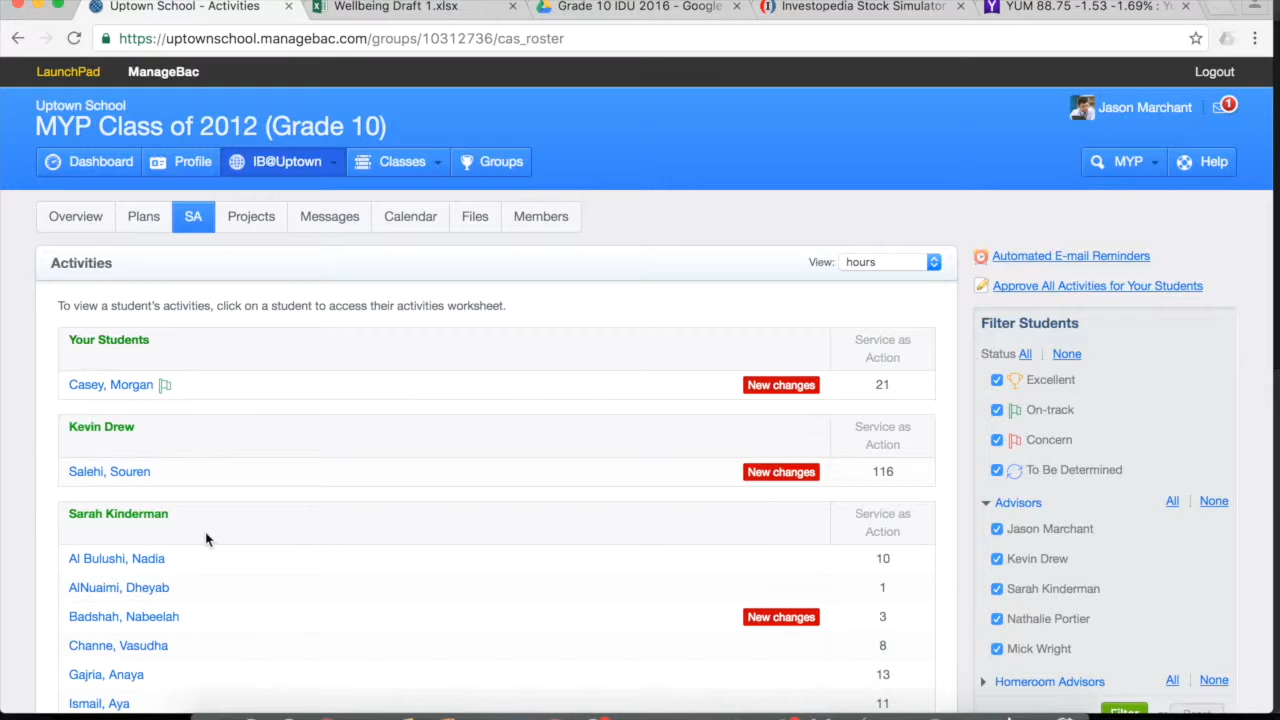 Uptown School - Activities
Wellbeing Draft 1.xlsx
Grade 10 IDU 2016 - Google
Investopedia Stock Simulator
YUM 88.75 -1.53 -1.69% : Yu
https://uptownschool.managebac.com/groups/10312736/cas_roster
LaunchPad ManageBac Logout
Uptown School
MYP Class of 2012 (Grade 10)
Jason Marchant 1
Dashboard Profile IB@Uptown Classes Groups MYP Help
Overview Plans SA Projects Messages Calendar Files Members
Activities View: hours
Automated E-mail Reminders
Approve All Activities for Your Students
To view a student's activities, click on a student to access their activities worksheet.
Your Students Service as Action
Casey, Morgan New changes 21
Kevin Drew Service as Action
Salehi, Souren New changes 116
Sarah Kinderman Service as Action
Al Bulushi, Nadia 10
AlNuaimi, Dheyab 1
Badshah, Nabeelah New changes 3
Channe, Vasudha 8
Gajria, Anaya 13
Ismail, Aya 11
Filter Students
Status All None
Excellent
On-track
Concern
To Be Determined
Advisors All None
Jason Marchant
Kevin Drew
Sarah Kinderman
Nathalie Portier
Mick Wright
Homeroom Advisors All None
Filter